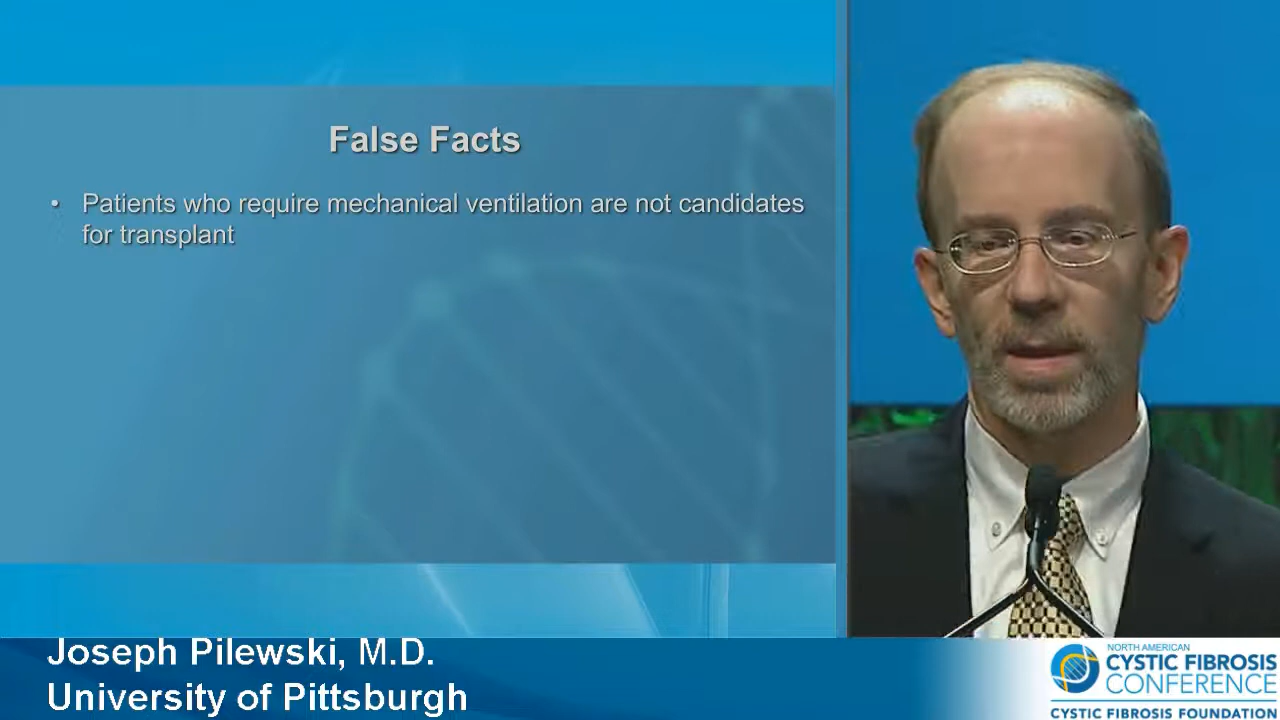 False Facts
• Patients who require mechanical ventilation are not candidates
for transplant
Joseph Pilewski, M.D.
University of Pittsburgh
NORTH AMERICAN
CYSTIC FIBROSIS
CONFERENCE
CYSTIC FIBROSIS FOUNDATION